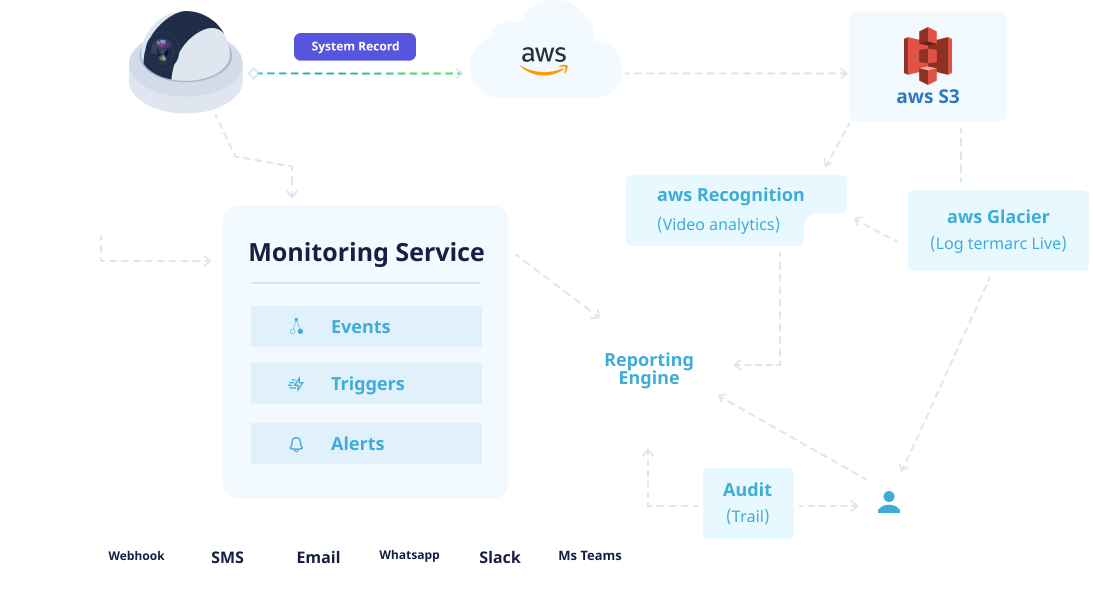 System Record
aws
aws S3
aws Recognition
(Video analytics)
aws Glacier
(Log termarc Live)
Monitoring Service
Events
Triggers
Alerts
Reporting
Engine
Audit
(Trail)
Webhook
SMS
Email
Whatsapp
Slack
Ms Teams